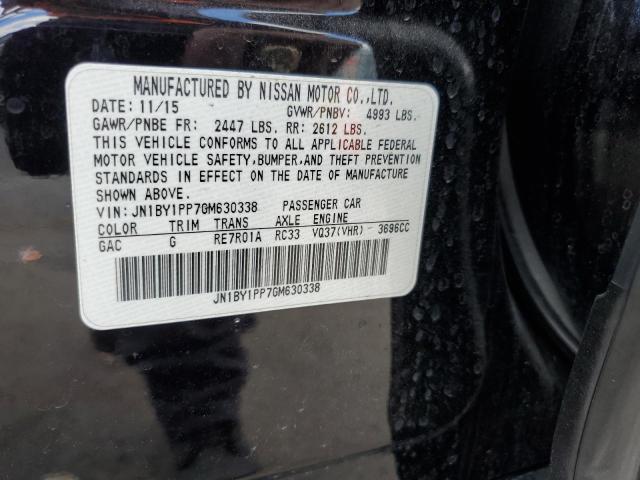 MANUFACTURED BY NISSAN MOTOR CO.,LTD.
DATE: 11/15 GVWR/PNBV: 4993 LBS.
GAWR/PNBE FR: 2447 LBS. RR: 2612 LBS.
THIS VEHICLE CONFORMS TO ALL APPLICABLE FEDERAL
MOTOR VEHICLE SAFETY,BUMPER,AND THEFT PREVENTION
STANDARDS IN EFFECT ON THE DATE OF MANUFACTURE
SHOWN ABOVE.
VIN: JN1BY1PP7GM630338 PASSENGER CAR
COLOR TRIM TRANS AXLE ENGINE
GAC G RE7R01A RC33 VQ37(VHR) 3696CC
JN1BY1PP7GM630338